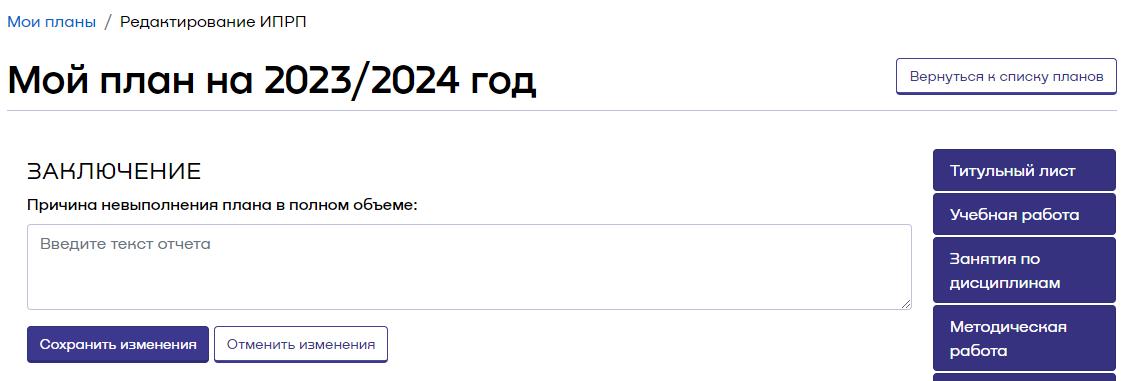 Мои планы / Редактирование ИПРП
Мой план на 2023/2024 год
Вернуться к списку планов
ЗАКЛЮЧЕНИЕ
Причина невыполнения плана в полном объеме:
Введите текст отчета
Сохранить изменения
Отменить изменения
Титульный лист
Учебная работа
Занятия по
дисциплинам
Методическая
работа